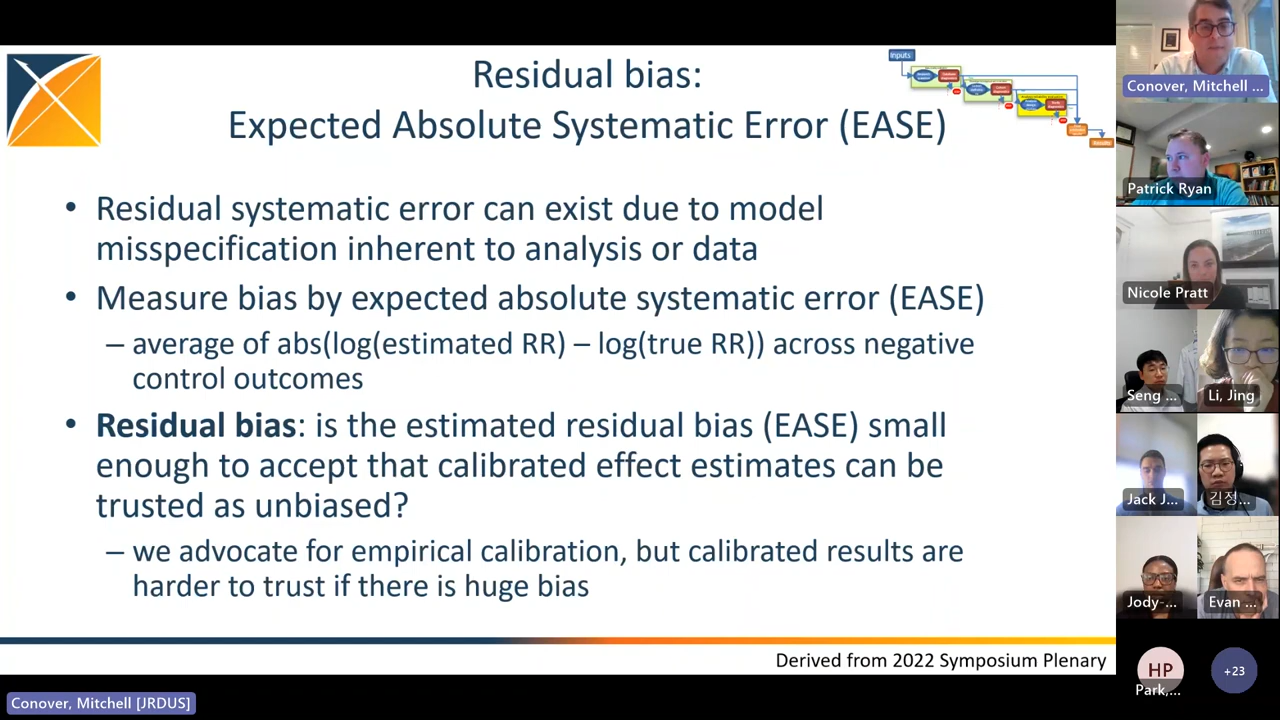 Residual bias:
Expected Absolute Systematic Error (EASE)
Inputs
• Residual systematic error can exist due to model
misspecification inherent to analysis or data
• Measure bias by expected absolute systematic error (EASE)
– average of abs(log(estimated RR) – log(true RR)) across negative
control outcomes
• Residual bias: is the estimated residual bias (EASE) small
enough to accept that calibrated effect estimates can be
trusted as unbiased?
– we advocate for empirical calibration, but calibrated results are
harder to trust if there is huge bias
Derived from 2022 Symposium Plenary
Conover, Mitchell [JRDUS]
Conover, Mitchell ...
Patrick Ryan
Nicole Pratt
Seng ...
Li, Jing
Jack J...
김정...
Jody-...
Evan ...
HP
Park,...
+23